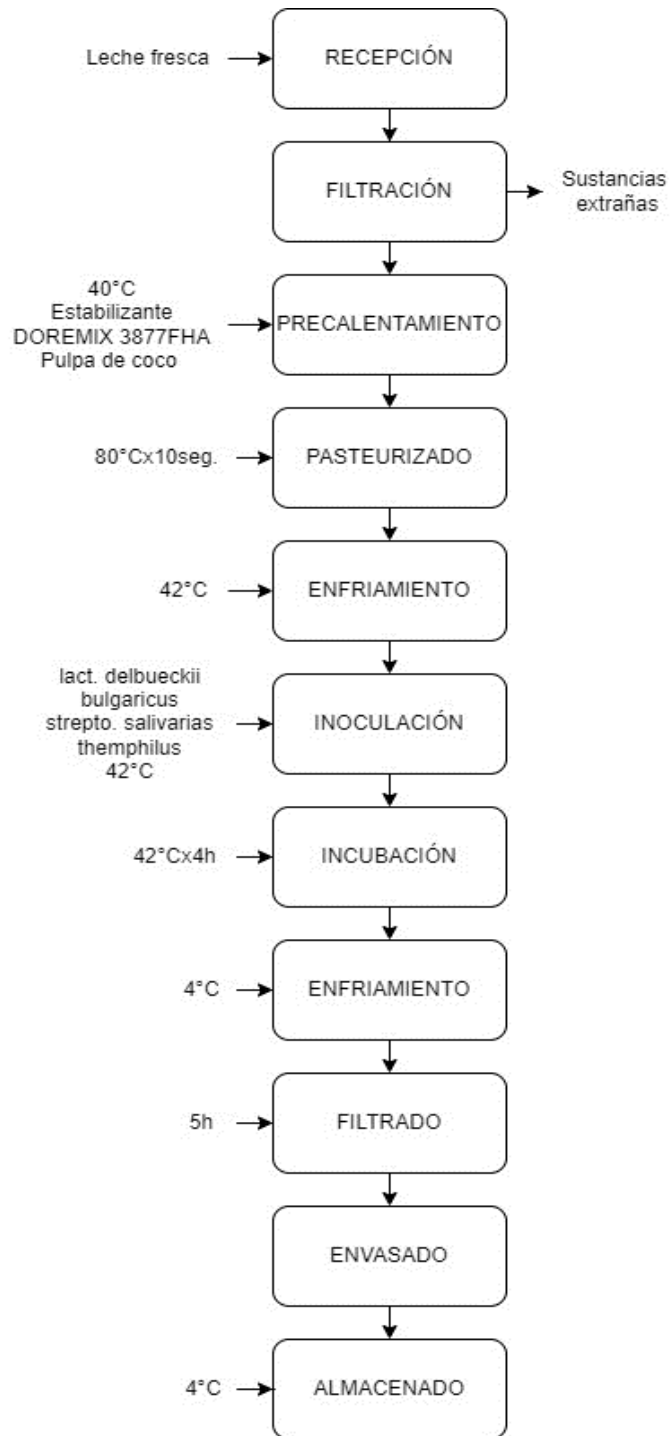 Leche fresca
RECEPCIÓN
FILTRACIÓN
Sustancias
extrañas
40°C
Estabilizante
DOREMIX 3877FHA
Pulpa de coco
PRECALENTAMIENTO
80°Cx10seg.
PASTEURIZADO
42°C
ENFRIAMIENTO
lact. delbueckii
bulgaricus
strepto. salivarias
themphilus
42°C
INOCULACIÓN
42°Cx4h
INCUBACIÓN
4°C
ENFRIAMIENTO
5h
FILTRADO
ENVASADO
4°C
ALMACENADO